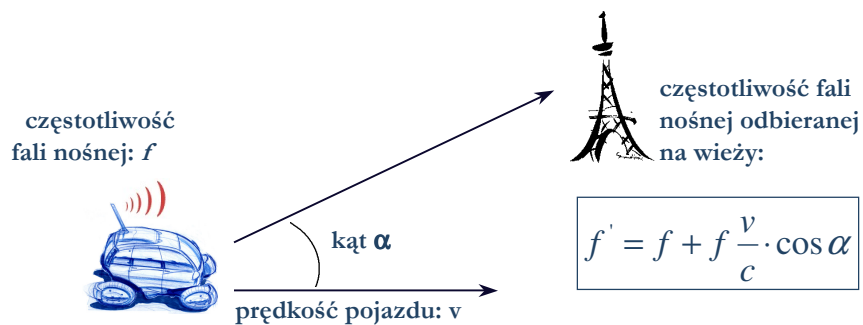 częstotliwość
fali nośnej: f
kąt α
prędkość pojazdu: v
częstotliwość fali
nośnej odbieranej
na wieży:
f ' = f + f v/c · cos α